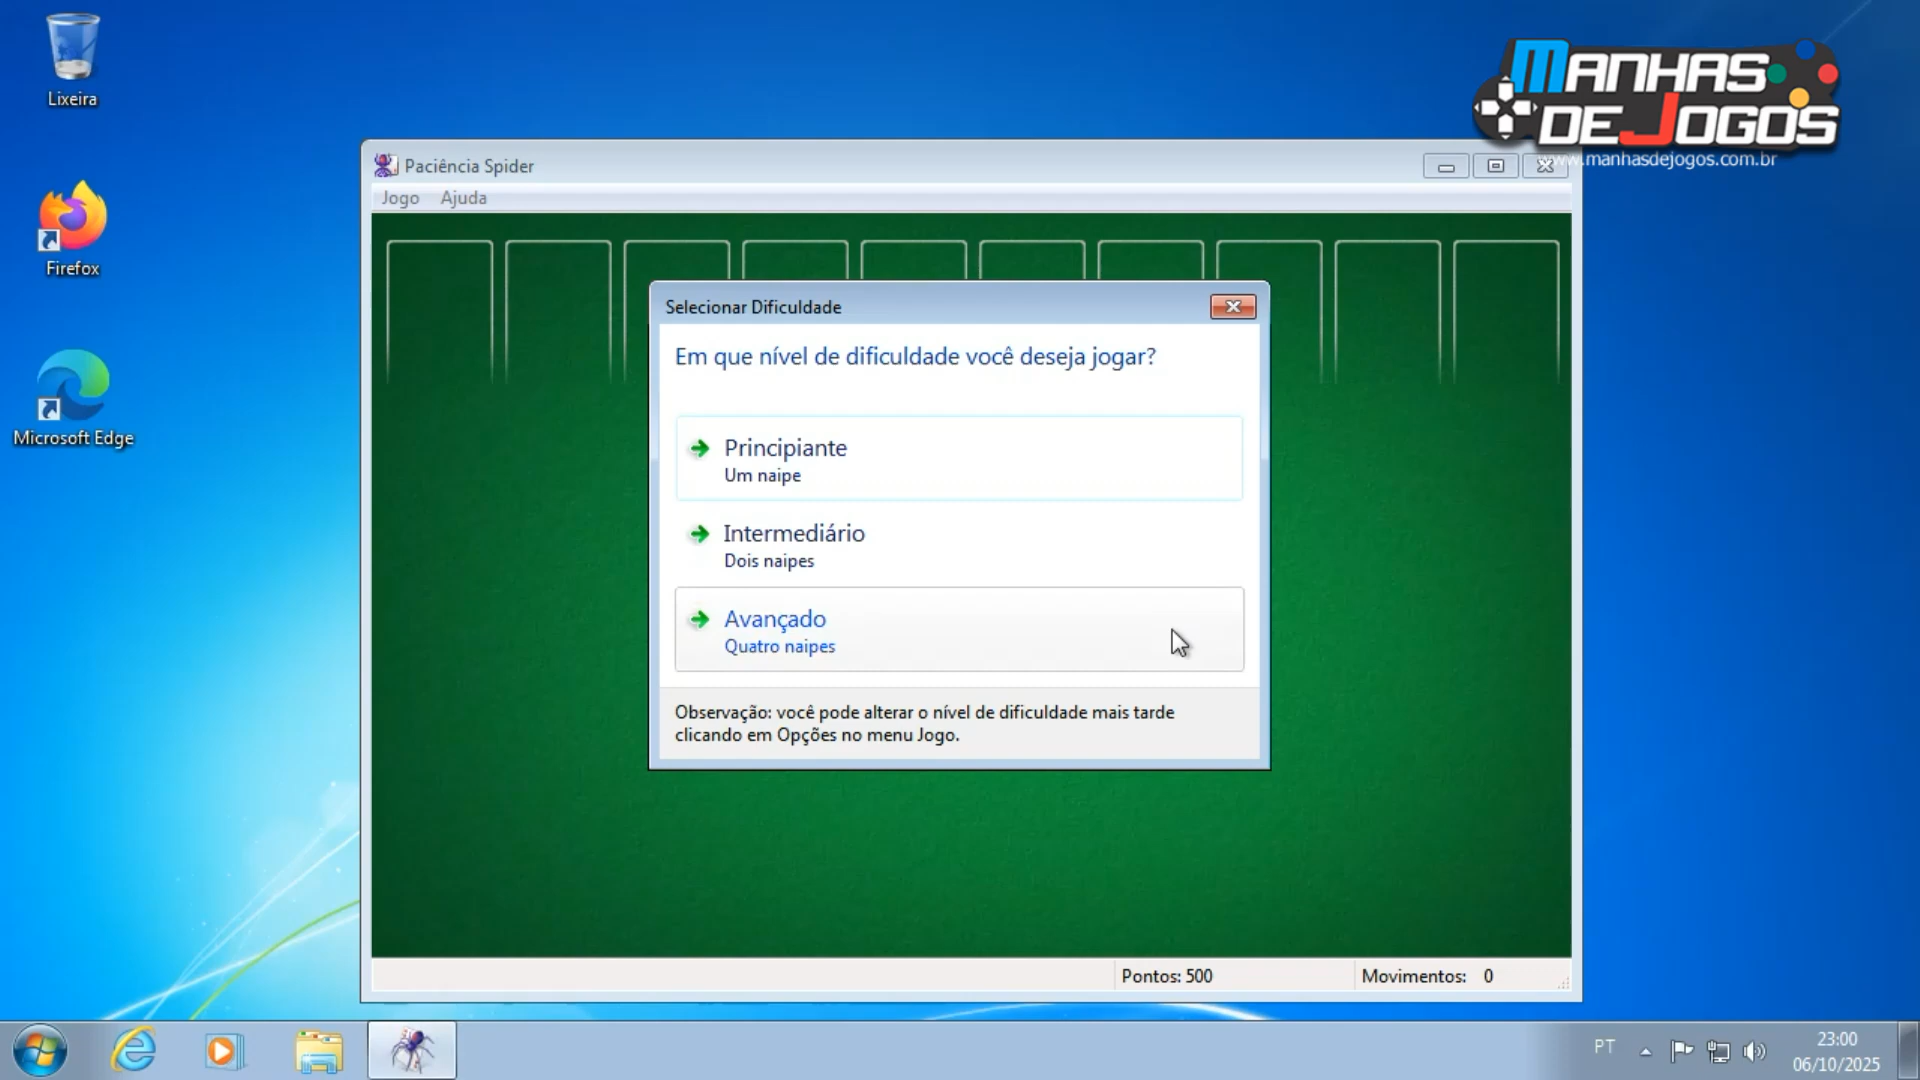 Lixeira
Firefox
Microsoft Edge
MANHAS
DE JOGOS
www.manhasdejogos.com.br
Paciência Spider
Jogo Ajuda
Selecionar Dificuldade
Em que nível de dificuldade você deseja jogar?
Principiante
Um naipe
Intermediário
Dois naipes
Avançado
Quatro naipes
Observação: você pode alterar o nível de dificuldade mais tarde
clicando em Opções no menu Jogo.
Pontos: 500
Movimentos: 0
PT
23:00
06/10/2025